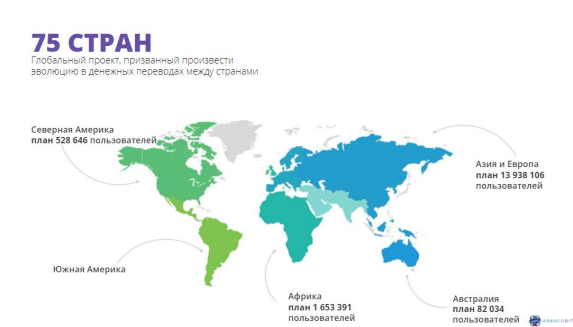 75 СТРАН
Глобальный проект, призванный произвести
эволюцию в денежных переводах между странами
Северная Америка
план 528 646 пользователей
Азия и Европа
план 13 938 106
пользователей
Южная Америка
Африка
план 1 653 391
пользователей
Австралия
план 82 034
пользователей